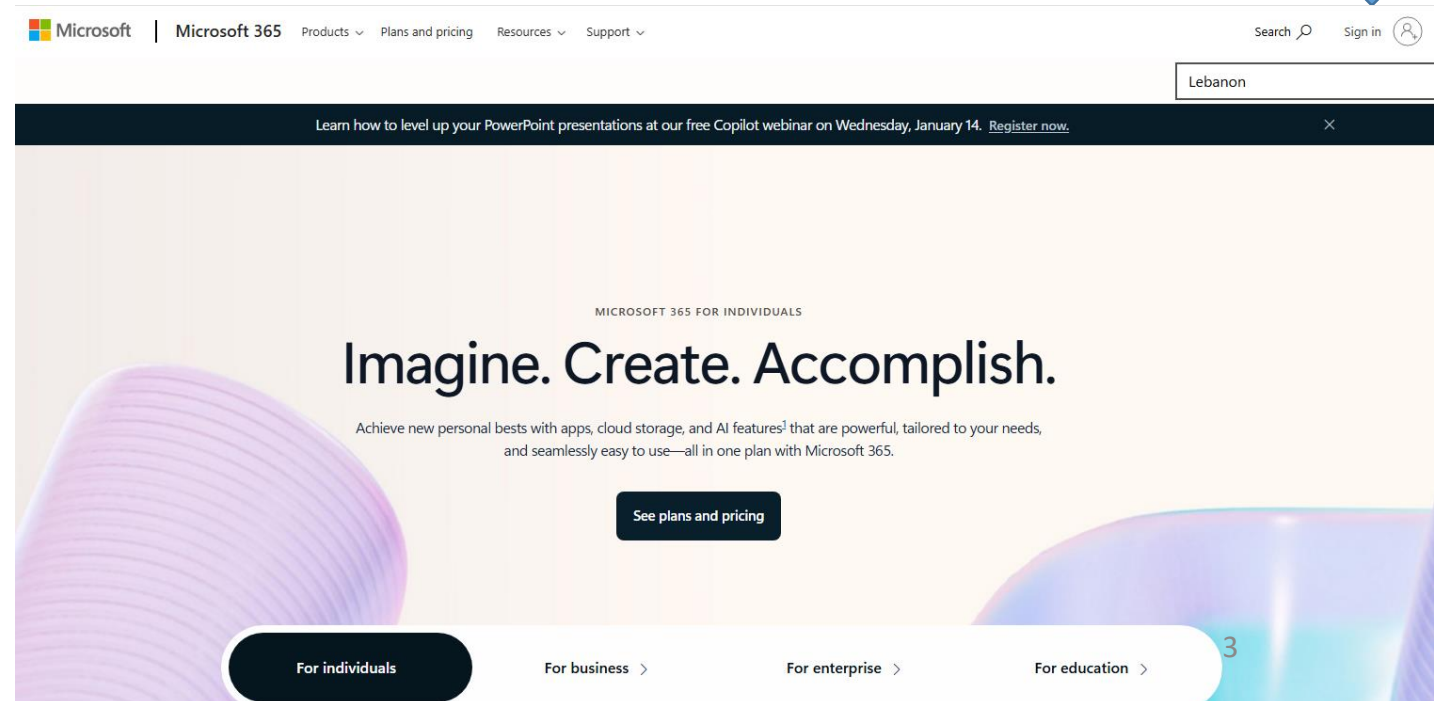 Microsoft Microsoft 365 Products Plans and pricing Resources Support Search Sign in
Lebanon
Learn how to level up your PowerPoint presentations at our free Copilot webinar on Wednesday, January 14. Register now.
MICROSOFT 365 FOR INDIVIDUALS
Imagine. Create. Accomplish.
Achieve new personal bests with apps, cloud storage, and AI features1 that are powerful, tailored to your needs,
and seamlessly easy to use—all in one plan with Microsoft 365.
See plans and pricing
3
For individuals For business For enterprise For education